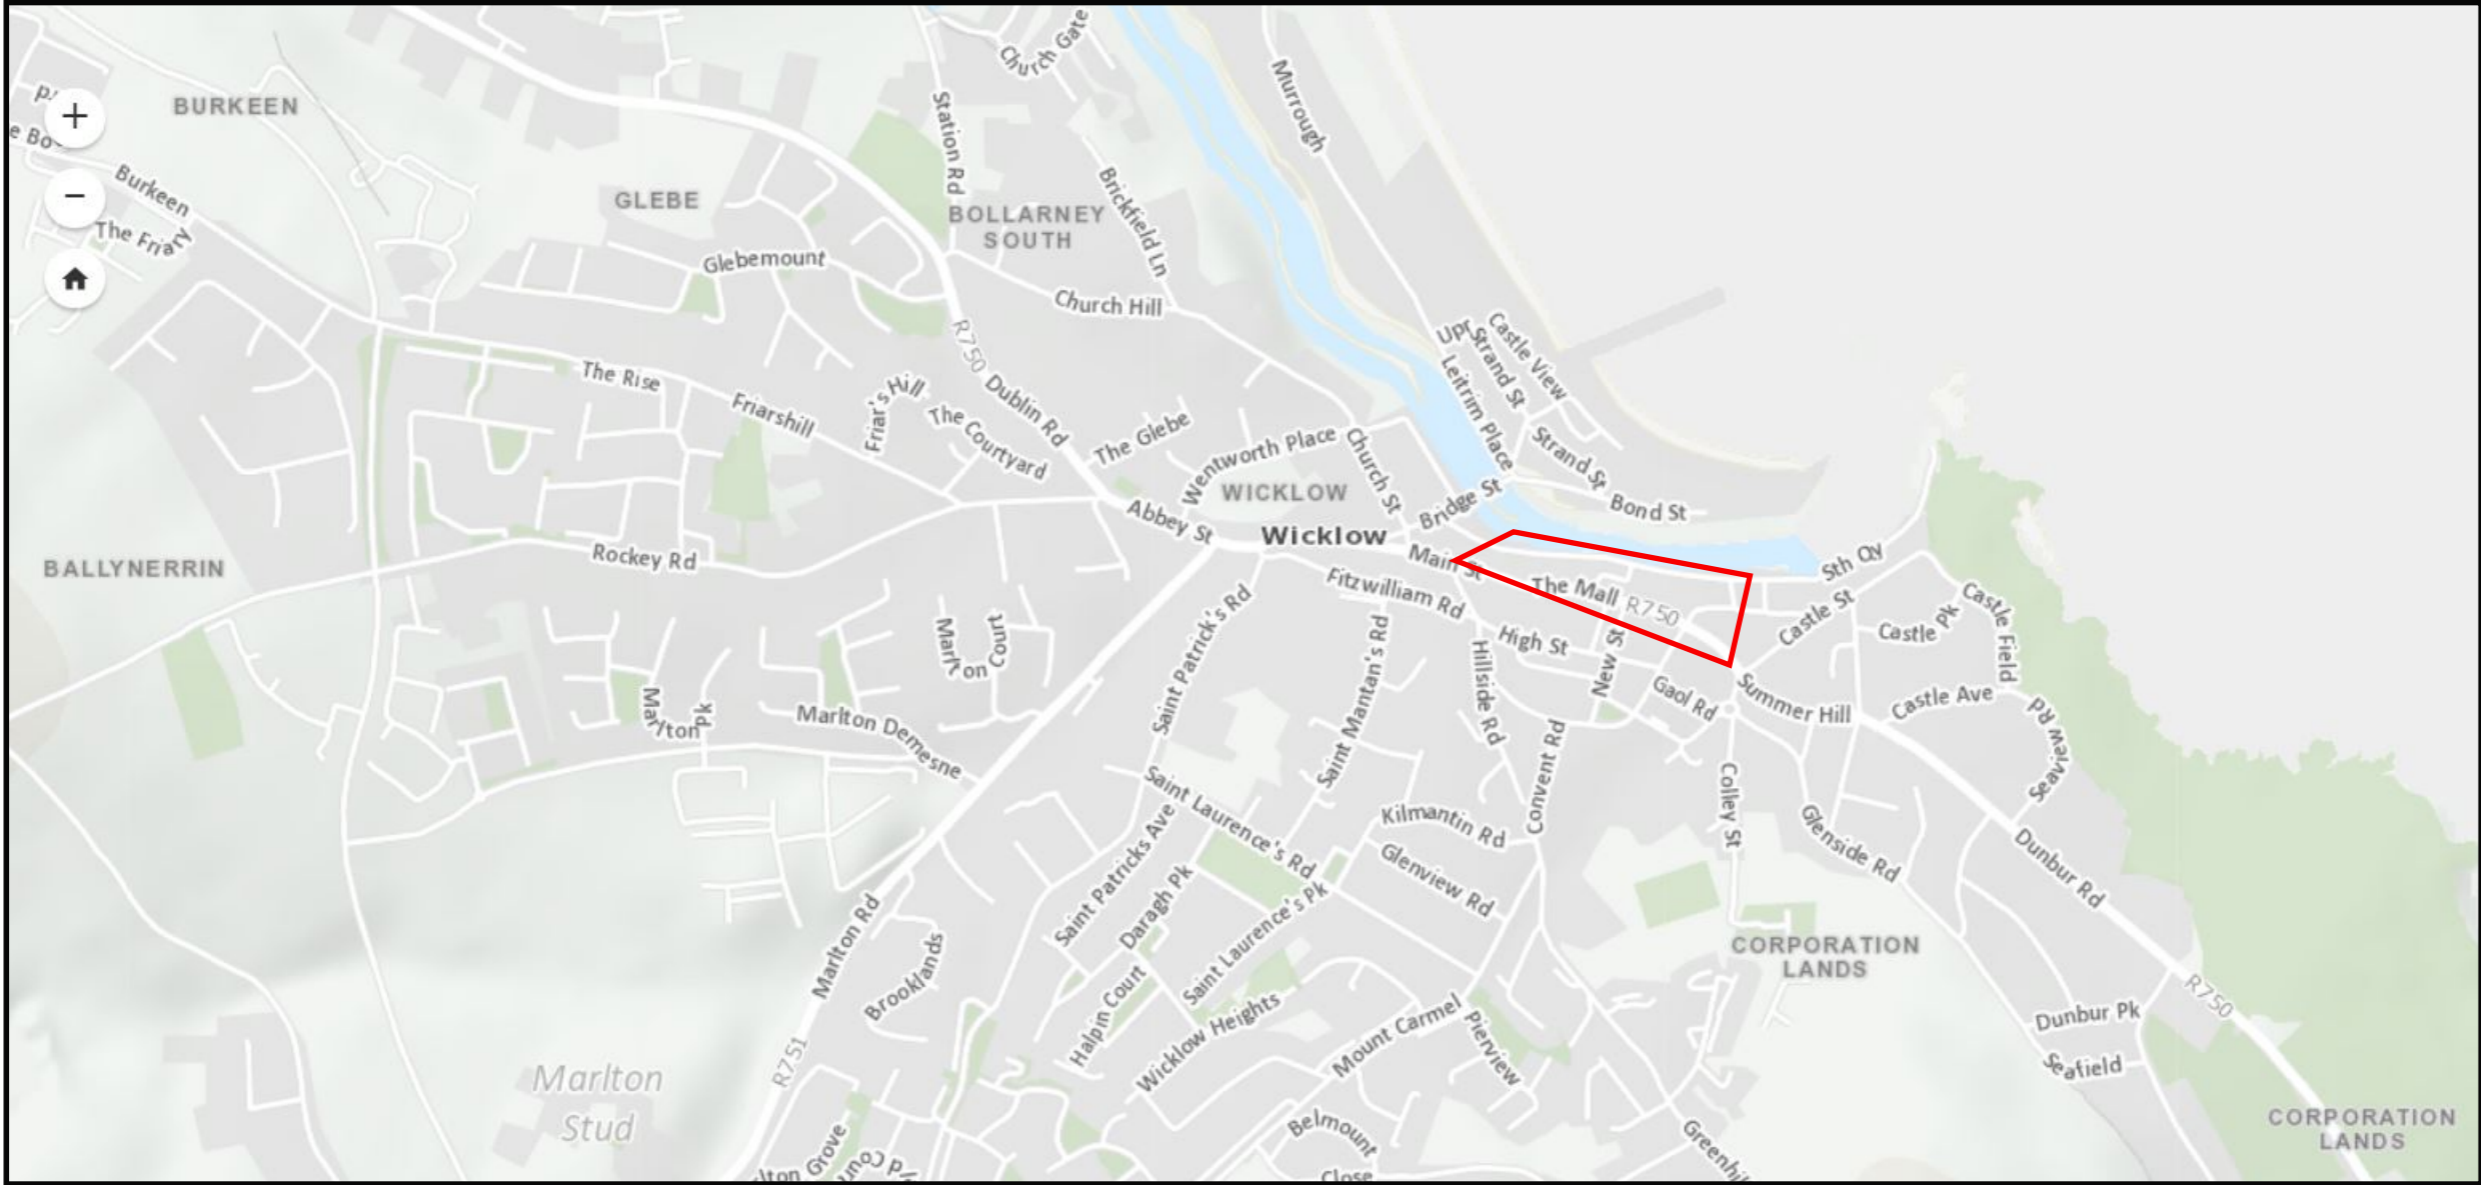 Church Gate
Murrough
Station Rd
BURKEEN
Burkeen
The Friary
GLEBE
BOLLARNEY
SOUTH
Brickfield Ln
Glebemount
Church Hill
R750
Dublin Rd
The Rise
Friarshill
Friar's Hill
The Courtyard
The Glebe
Wentworth Place
Church St
Upr Strand St
Castle View
Leitrim Place
Strand St
Bond St
Bridge St
WICKLOW
Wicklow
Abbey St
Main St
The Mall
R750
Sth Qy
Castle St
Castle Pk
Castle Field
Castle Ave
Seaview Rd
BALLYNERRIN
Rockey Rd
Fitzwilliam Rd
High St
New St
Gaol Rd
Summer Hill
Hillside Rd
Saint Patrick's Rd
Saint Mantan's Rd
Convent Rd
Colley St
Glenside Rd
Dunbur Rd
Marlton Court
Marlton Pk
Marlton Demesne
Saint Laurence's Rd
Saint Patricks Ave
Daragh Pk
Saint Laurence's Pk
Kilmantin Rd
Glenview Rd
Marlton Rd
Brooklands
Halpin Court
Wicklow Heights
Mount Carmel
Pierview
CORPORATION
LANDS
R750
Dunbur Pk
Seafield
R751
Marlton
Stud
Belmount
Close
CORPORATION
LANDS